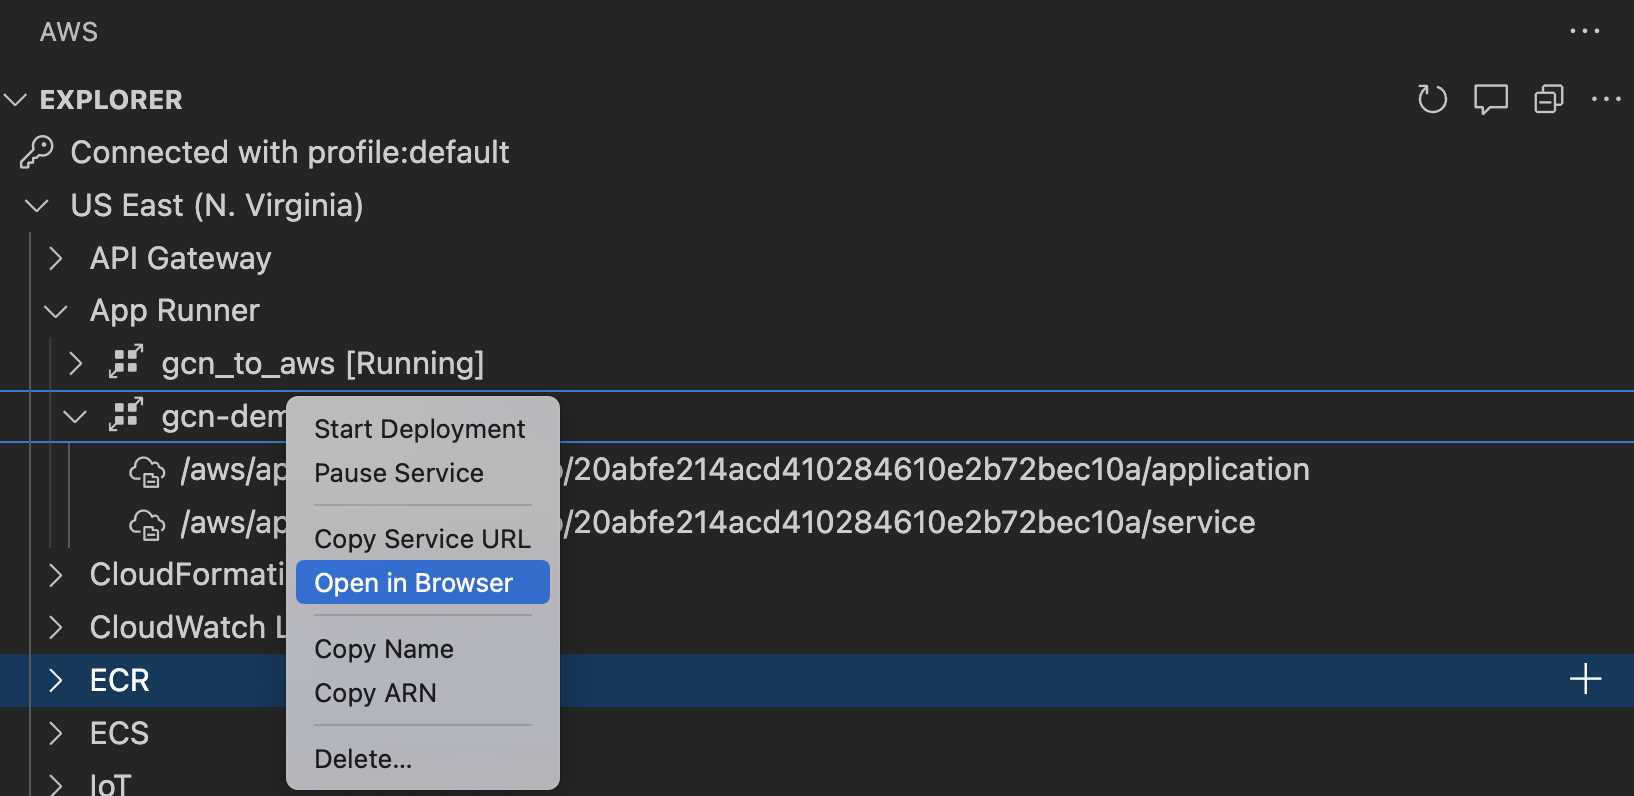 AWS
EXPLORER
Connected with profile:default
US East (N. Virginia)
API Gateway
App Runner
gcn_to_aws [Running]
gcn-dem
/aws/ap /20abfe214acd410284610e2b72bec10a/application
/aws/ap /20abfe214acd410284610e2b72bec10a/service
CloudFormati
CloudWatch L
ECR
ECS
IoT
Start Deployment
Pause Service
Copy Service URL
Open in Browser
Copy Name
Copy ARN
Delete...